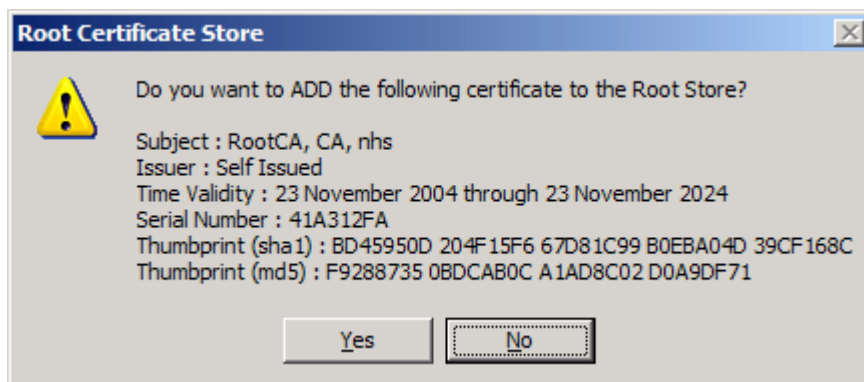 Root Certificate Store
Do you want to ADD the following certificate to the Root Store?
Subject : RootCA, CA, nhs
Issuer : Self Issued
Time Validity : 23 November 2004 through 23 November 2024
Serial Number : 41A312FA
Thumbprint (sha1) : BD45950D 204F15F6 67D81C99 B0EBA04D 39CF168C
Thumbprint (md5) : F9288735 0BDCAB0C A1AD8C02 D0A9DF71
Yes No